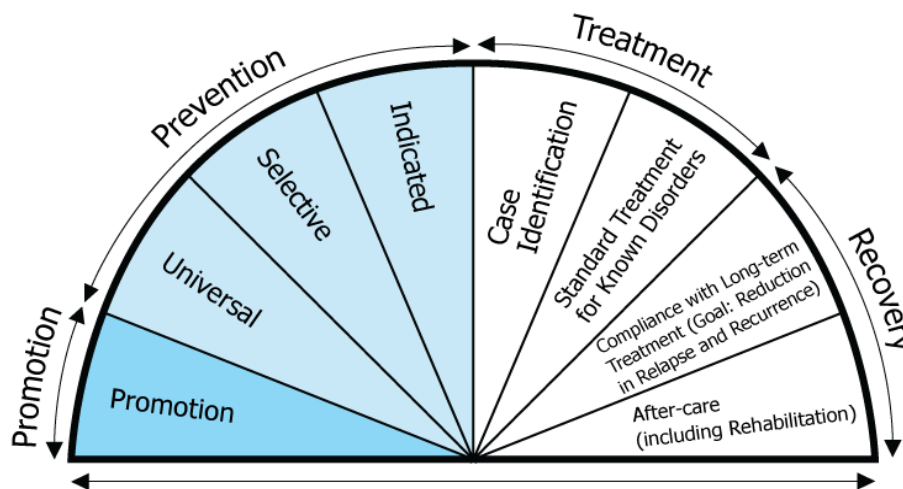 Promotion
Prevention
Treatment
Recovery
Promotion
Universal
Selective
Indicated
Case
Identification
Standard Treatment
for Known Disorders
Compliance with Long-term
Treatment (Goal: Reduction
in Relapse and Recurrence)
After-care
(including Rehabilitation)